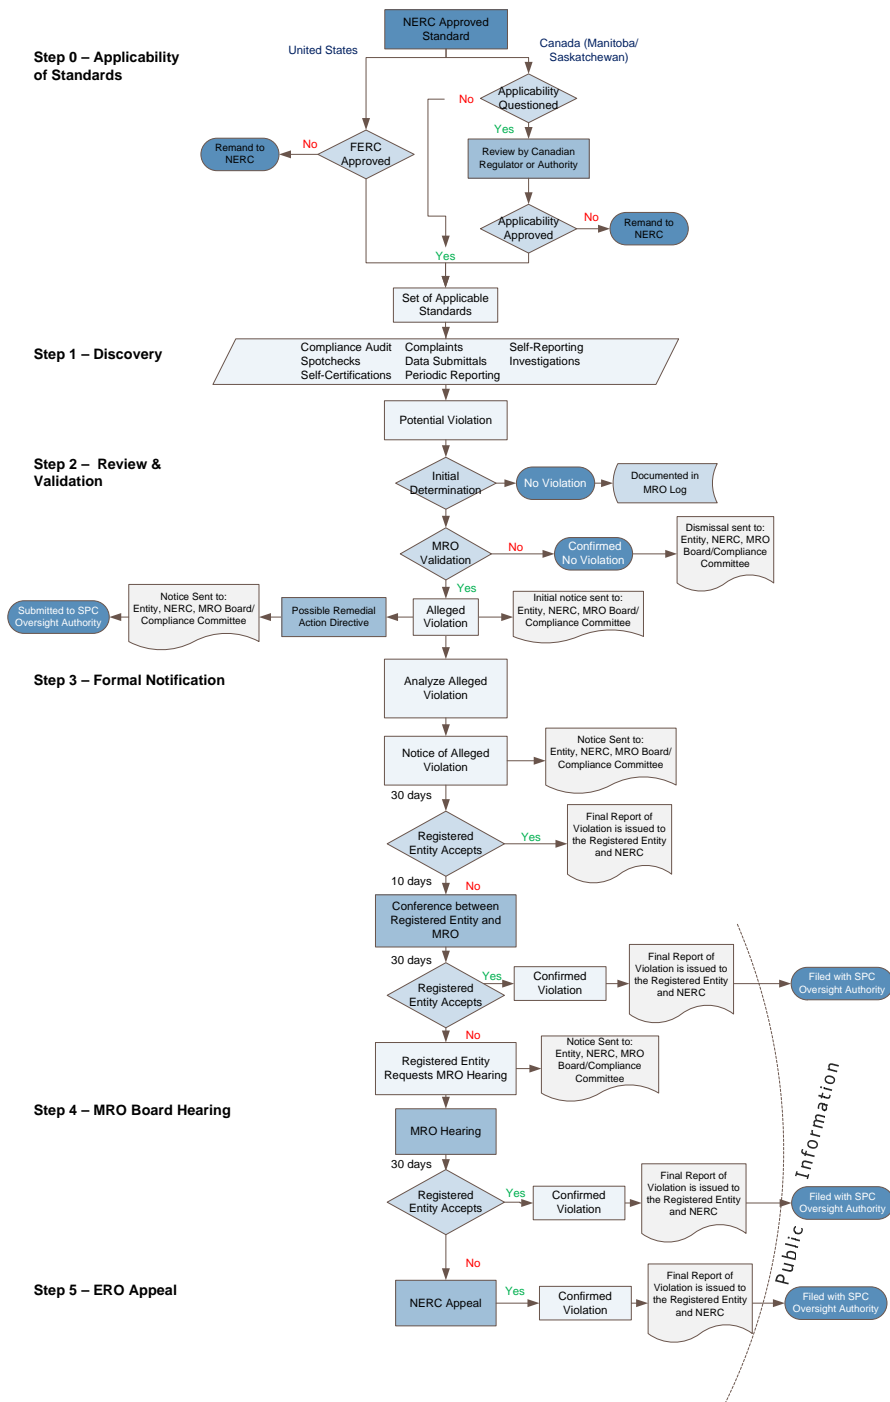 NERC Approved
Standard
United States
Canada (Manitoba/
Saskatchewan)
Step 0 – Applicability
of Standards
Applicability
Questioned
No
Yes
FERC
Approved
No
Remand to
NERC
Review by Canadian
Regulator or Authority
Applicability
Approved
No
Remand to
NERC
Yes
Set of Applicable
Standards
Step 1 – Discovery
Compliance Audit Complaints Self-Reporting
Spotchecks Data Submittals Investigations
Self-Certifications Periodic Reporting
Potential Violation
Step 2 – Review &
Validation
Initial
Determination
No Violation
Documented in
MRO Log
MRO
Validation
No
Confirmed
No Violation
Dismissal sent to:
Entity, NERC, MRO
Board/Compliance
Committee
Yes
Submitted to SPC
Oversight Authority
Notice Sent to:
Entity, NERC, MRO Board/
Compliance Committee
Possible Remedial
Action Directive
Alleged
Violation
Initial notice sent to:
Entity, NERC, MRO Board/
Compliance Committee
Step 3 – Formal Notification
Analyze Alleged
Violation
Notice of Alleged
Violation
Notice Sent to:
Entity, NERC, MRO Board/
Compliance Committee
30 days
Registered
Entity Accepts
Yes
Final Report of
Violation is issued to
the Registered Entity
and NERC
10 days
No
Conference between
Registered Entity and
MRO
30 days
Registered
Entity Accepts
Yes
Confirmed
Violation
Final Report of
Violation is issued to
the Registered Entity
and NERC
Filed with SPC
Oversight Authority
No
Registered Entity
Requests MRO Hearing
Notice Sent to:
Entity, NERC, MRO
Board/Compliance
Committee
Step 4 – MRO Board Hearing
MRO Hearing
30 days
Registered
Entity Accepts
Yes
Confirmed
Violation
Final Report of
Violation is issued to
the Registered Entity
and NERC
Filed with SPC
Oversight Authority
Public Information
No
Step 5 – ERO Appeal
NERC Appeal
Yes
Confirmed
Violation
Final Report of
Violation is issued to
the Registered Entity
and NERC
Filed with SPC
Oversight Authority